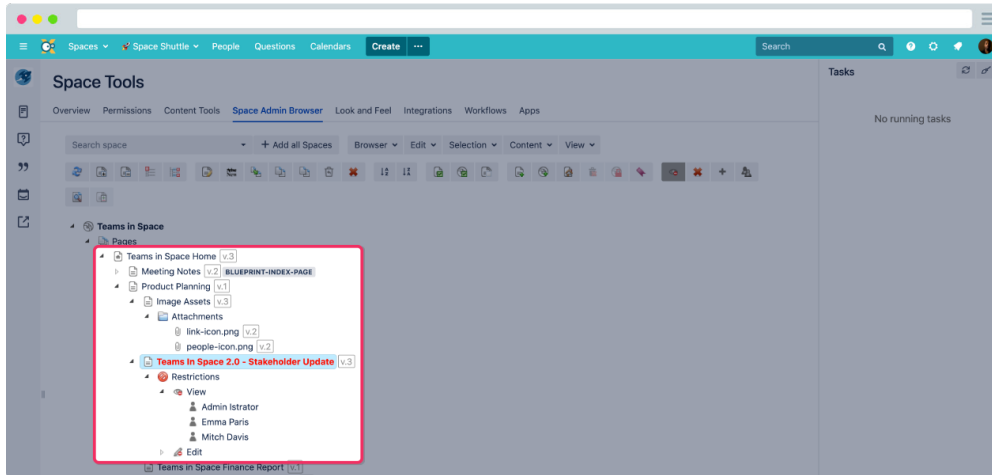 Spaces Space Shuttle People Questions Calendars Create ··· Search
Space Tools
Overview Permissions Content Tools Space Admin Browser Look and Feel Integrations Workflows Apps
Search space + Add all Spaces Browser Edit Selection Content View
Teams in Space
Pages
Teams in Space Home v.3
Meeting Notes v.2 BLUEPRINT-INDEX-PAGE
Product Planning v.1
Image Assets v.3
Attachments
link-icon.png v.2
people-icon.png v.2
Teams In Space 2.0 - Stakeholder Update v.3
Restrictions
View
Admin Istrator
Emma Paris
Mitch Davis
Edit
Teams in Space Finance Report v.1
Tasks
No running tasks